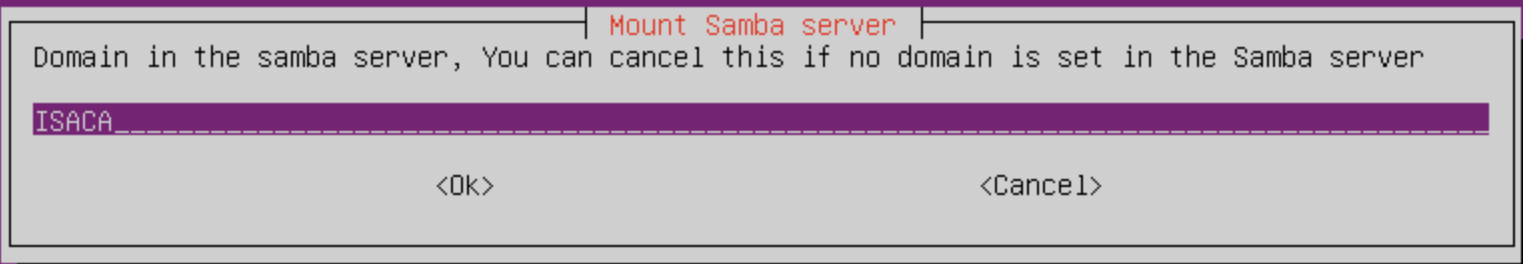 Mount Samba server
Domain in the samba server, You can cancel this if no domain is set in the Samba server
ISACA
<Ok> <Cancel>